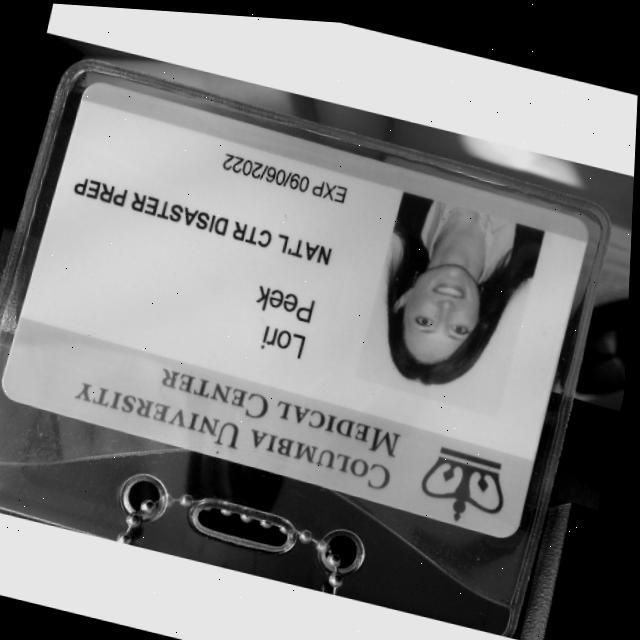 COLUMBIA UNIVERSITY
MEDICAL CENTER
Lori
Peek
NAT'L CTR DISASTER PREP
EXP 09/06/2022